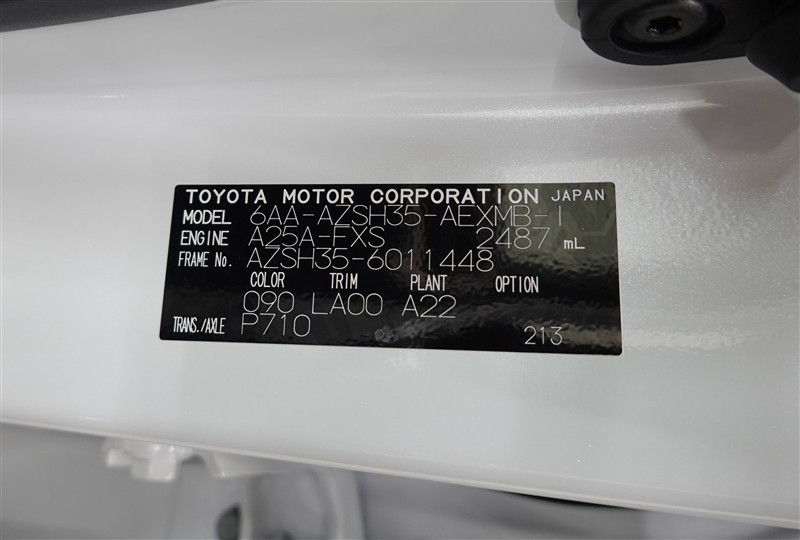 TOYOTA MOTOR CORPORATION JAPAN
MODEL 6AA-AZSH35-AEXMB-I
ENGINE A25A-FXS 2487 mL
FRAME No. AZSH35-6011448
COLOR TRIM PLANT OPTION
090 LA00 A22
TRANS./AXLE P710 213